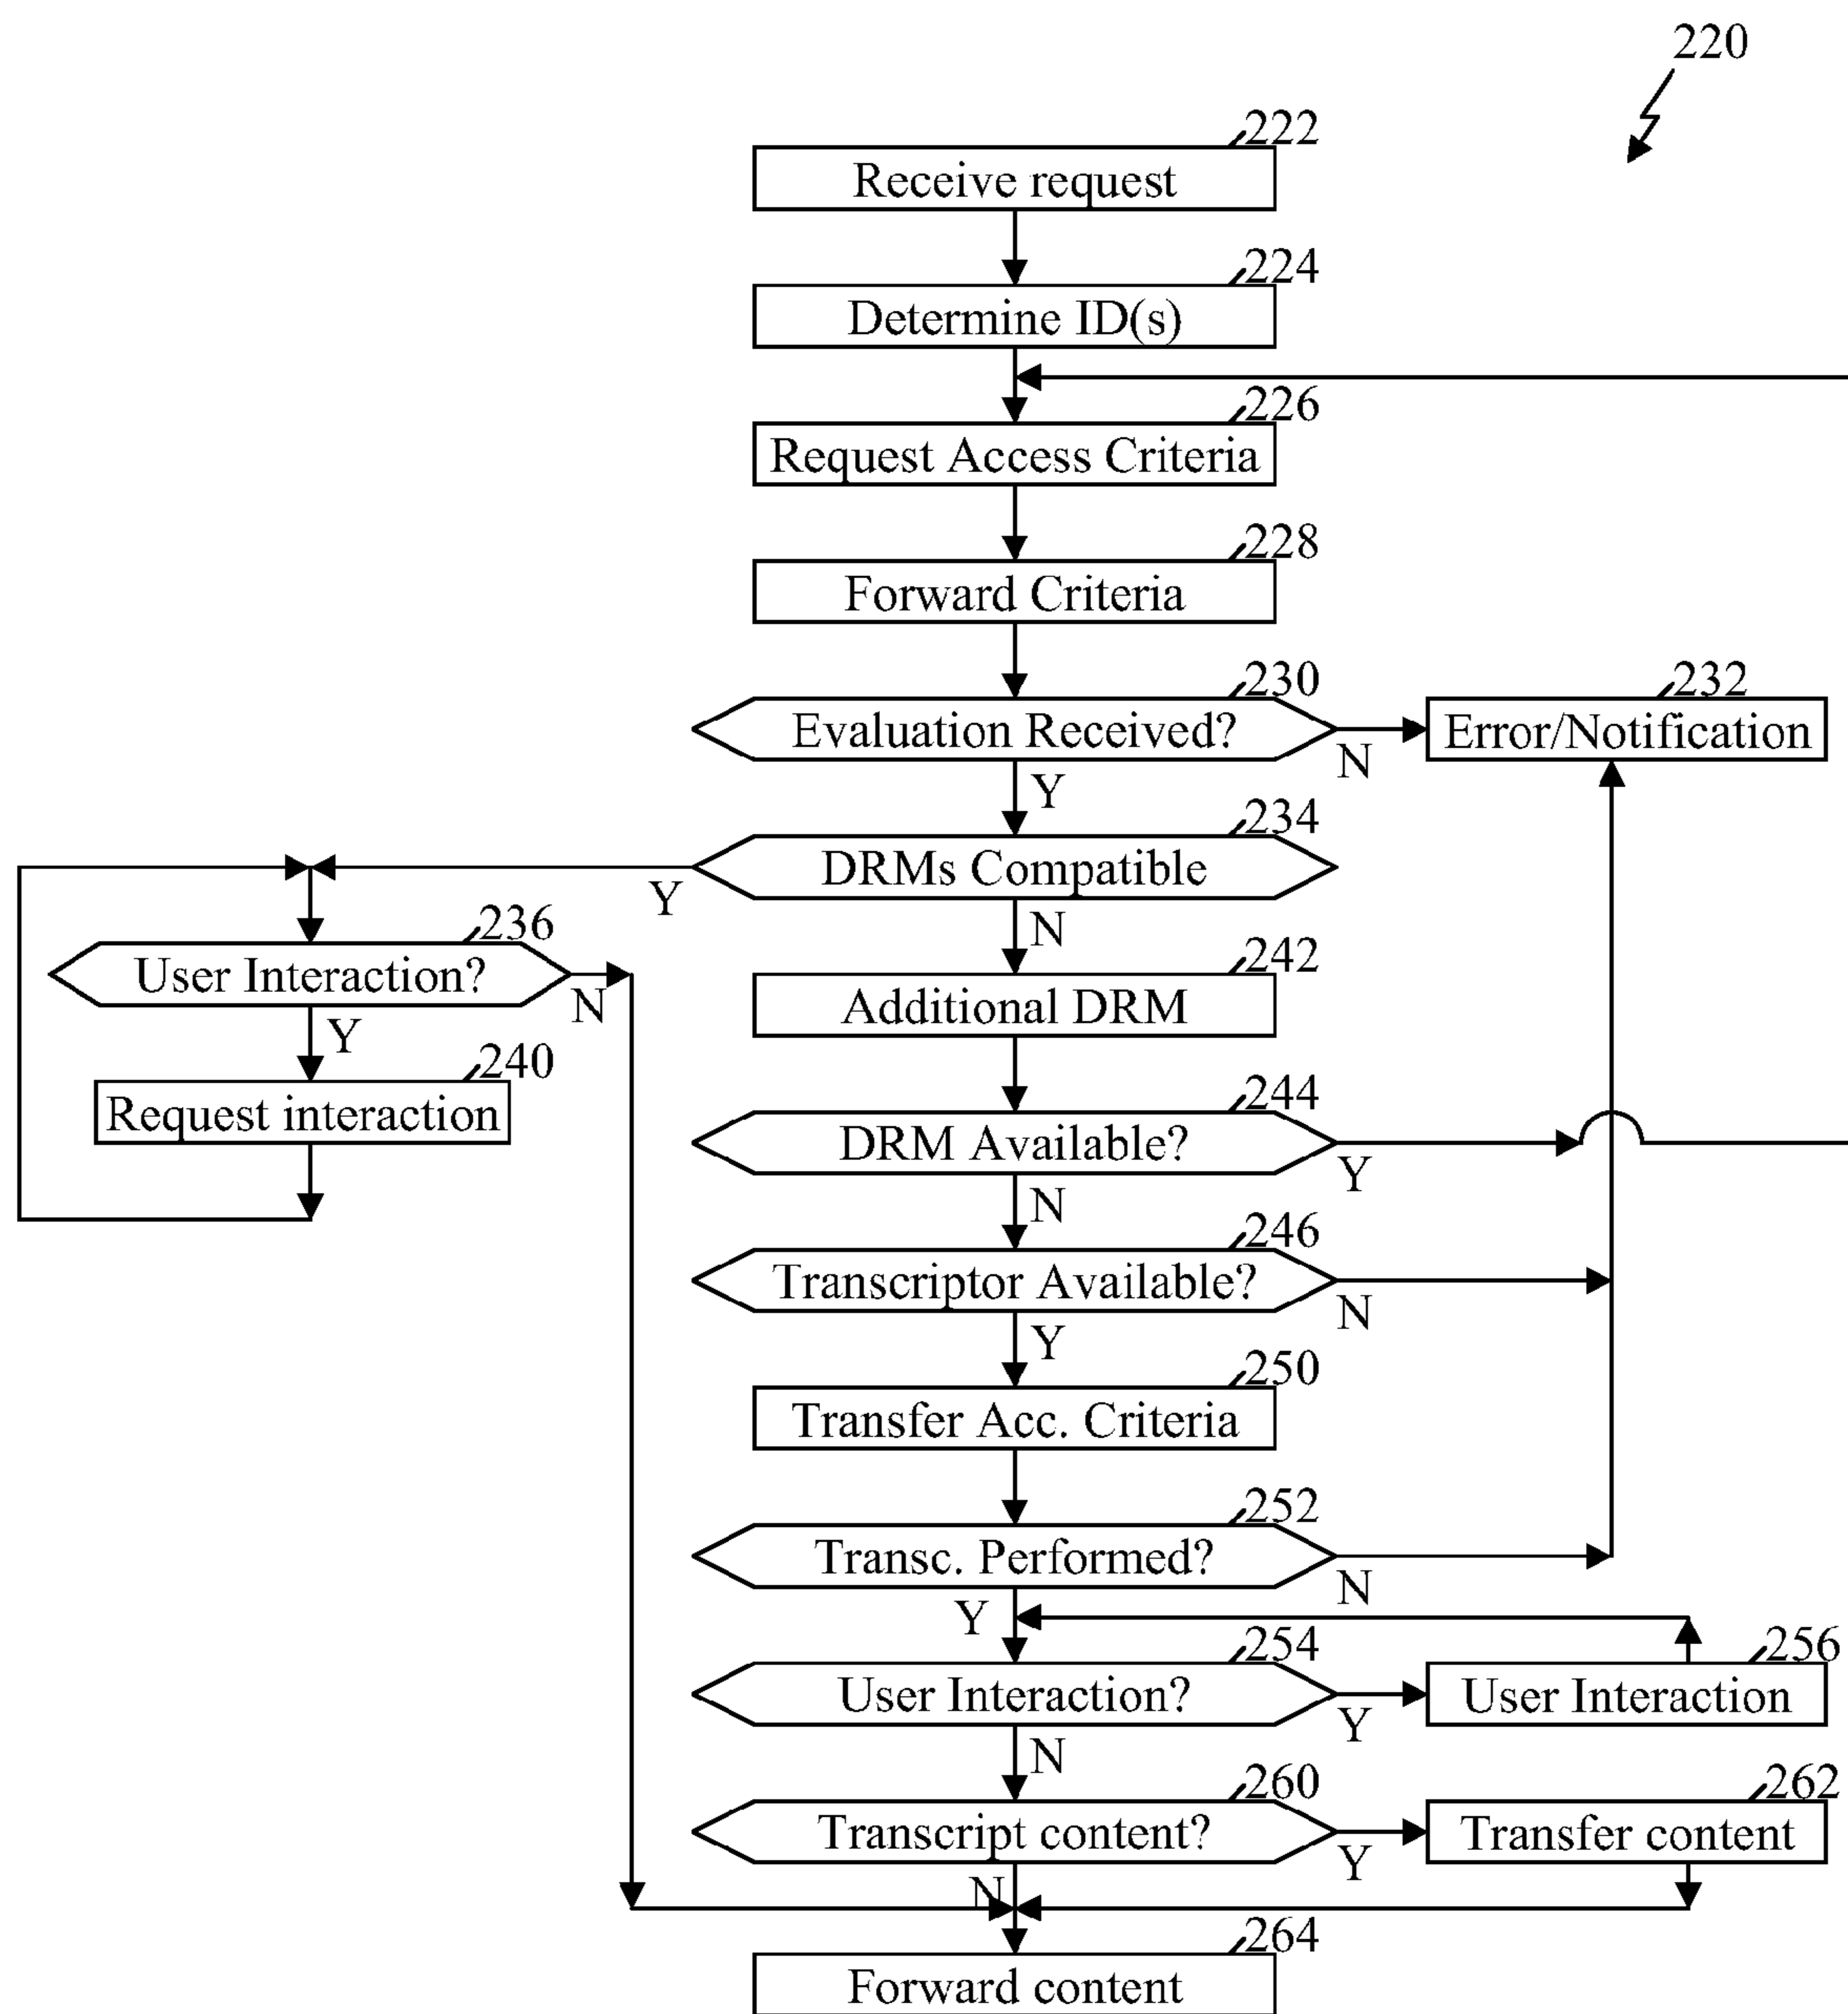 220
222
Receive request
224
Determine ID(s)
226
Request Access Criteria
228
Forward Criteria
230
Evaluation Received?
N
Y
232
Error/Notification
234
DRMs Compatible
Y
N
236
User Interaction?
N
Y
240
Request interaction
242
Additional DRM
244
DRM Available?
Y
N
246
Transcriptor Available?
N
Y
250
Transfer Acc. Criteria
252
Transc. Performed?
N
Y
254
User Interaction?
Y
N
256
User Interaction
260
Transcript content?
Y
N
262
Transfer content
264
Forward content